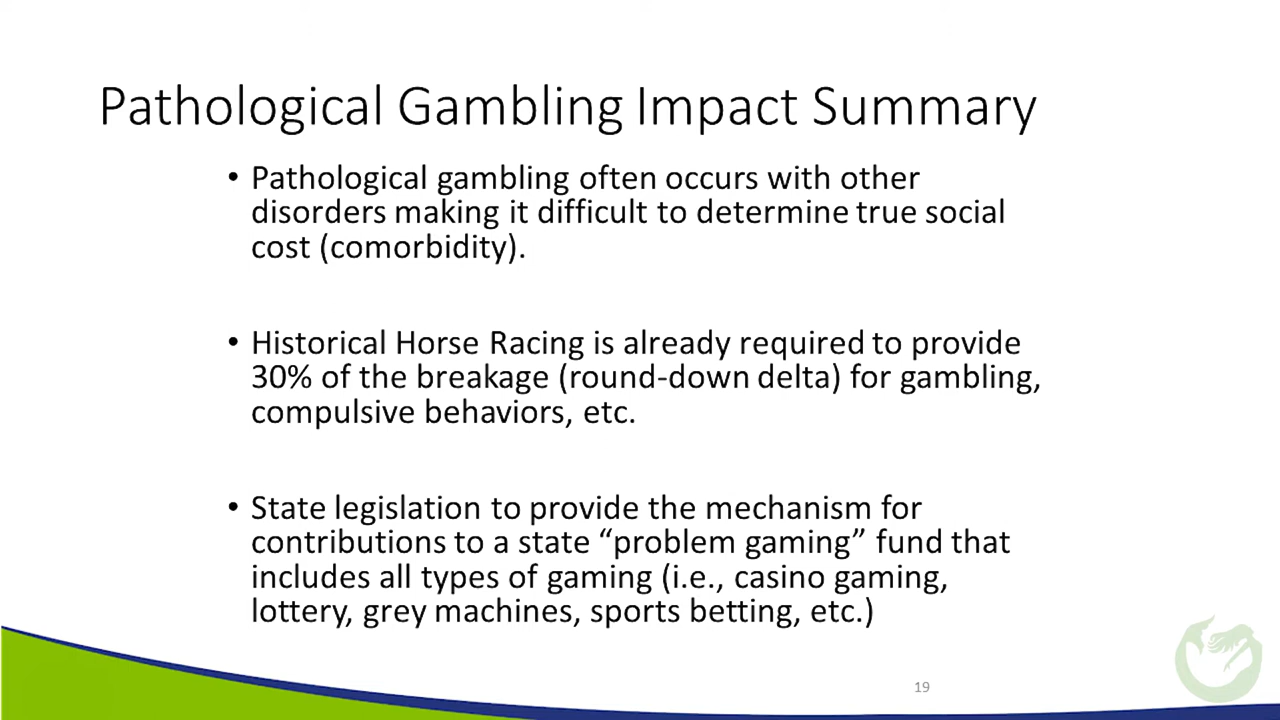 Pathological Gambling Impact Summary
• Pathological gambling often occurs with other
disorders making it difficult to determine true social
cost (comorbidity).
• Historical Horse Racing is already required to provide
30% of the breakage (round-down delta) for gambling,
compulsive behaviors, etc.
• State legislation to provide the mechanism for
contributions to a state “problem gaming” fund that
includes all types of gaming (i.e., casino gaming,
lottery, grey machines, sports betting, etc.)
19